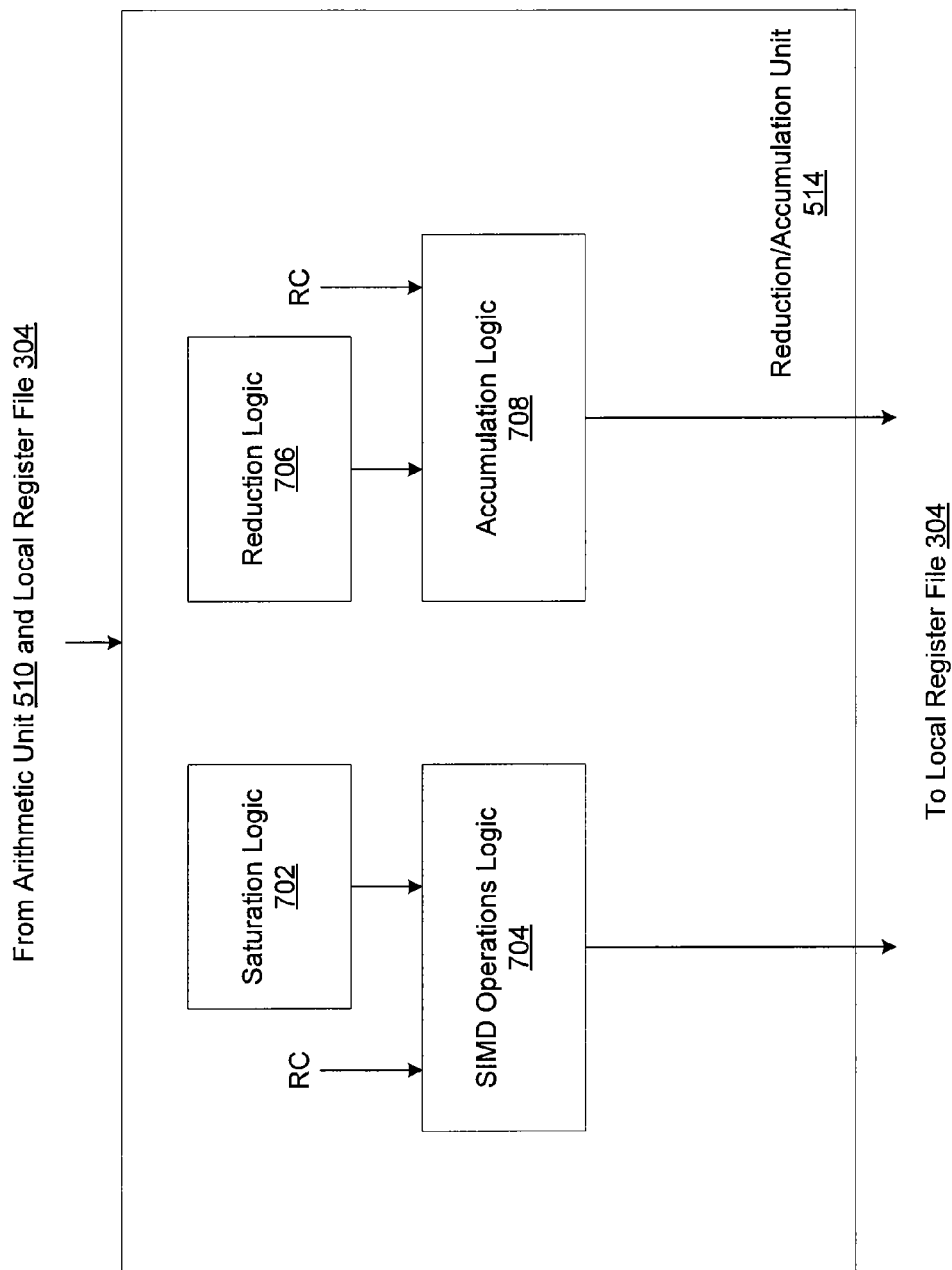 From Arithmetic Unit 510 and Local Register File 304
Saturation Logic
702
Reduction Logic
706
RC
RC
SIMD Operations Logic
704
Accumulation Logic
708
Reduction/Accumulation Unit
514
To Local Register File 304